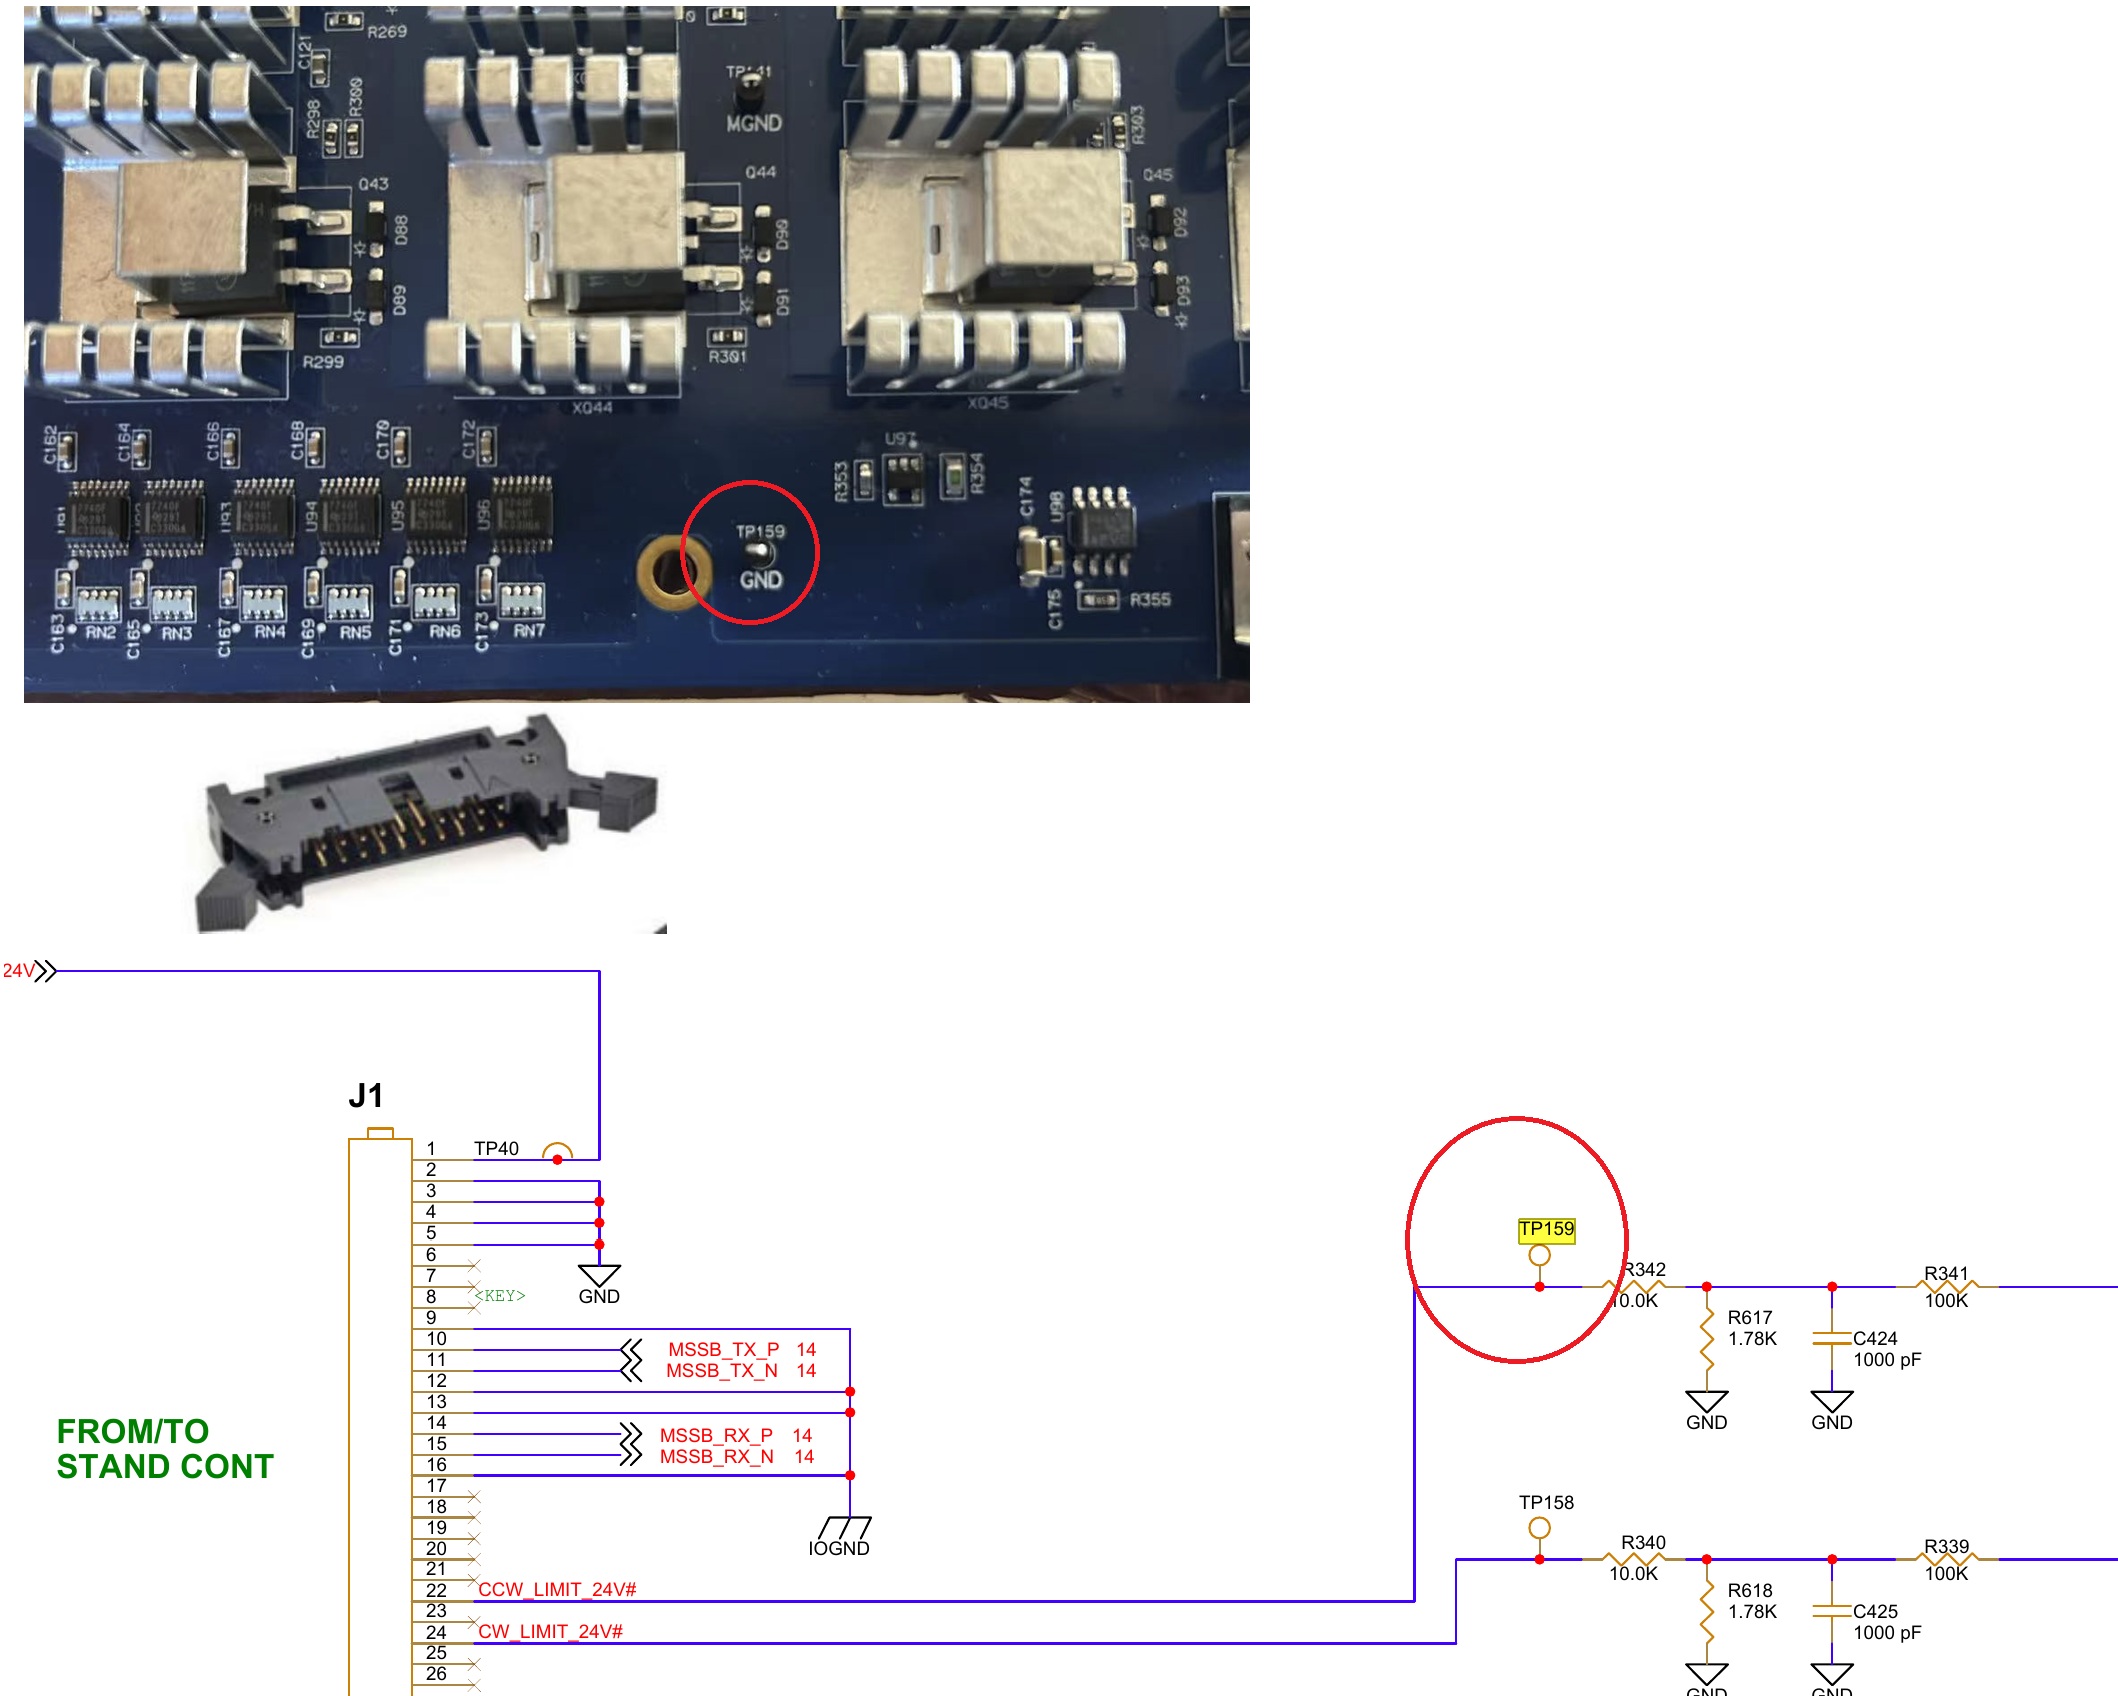 R269
C121
R298
R300
TP141
MGND
R303
Q43
Q44
Q45
D88
D90
D92
D89
D91
D93
R299
R301
XQ44
XQ45
C162
C164
C166
C168
C170
C172
U97
R353
R354
C174
U98
U93
U94
U95
U96
TP159
GND
C175
R355
C163
RN2
C165
RN3
C167
RN4
C169
RN5
C171
RN6
C173
RN7
24V
J1
1
TP40
2
3
4
5
6
7
8
<KEY>
GND
9
10
MSSB_TX_P 14
11
MSSB_TX_N 14
12
13
14
MSSB_RX_P 14
15
MSSB_RX_N 14
16
17
18
19
20
21
22
CCW_LIMIT_24V#
23
24
CW_LIMIT_24V#
25
26
IOGND
FROM/TO
STAND CONT
TP159
R342
10.0K
R617
1.78K
GND
C424
1000 pF
GND
R341
100K
TP158
R340
10.0K
R618
1.78K
GND
C425
1000 pF
GND
R339
100K